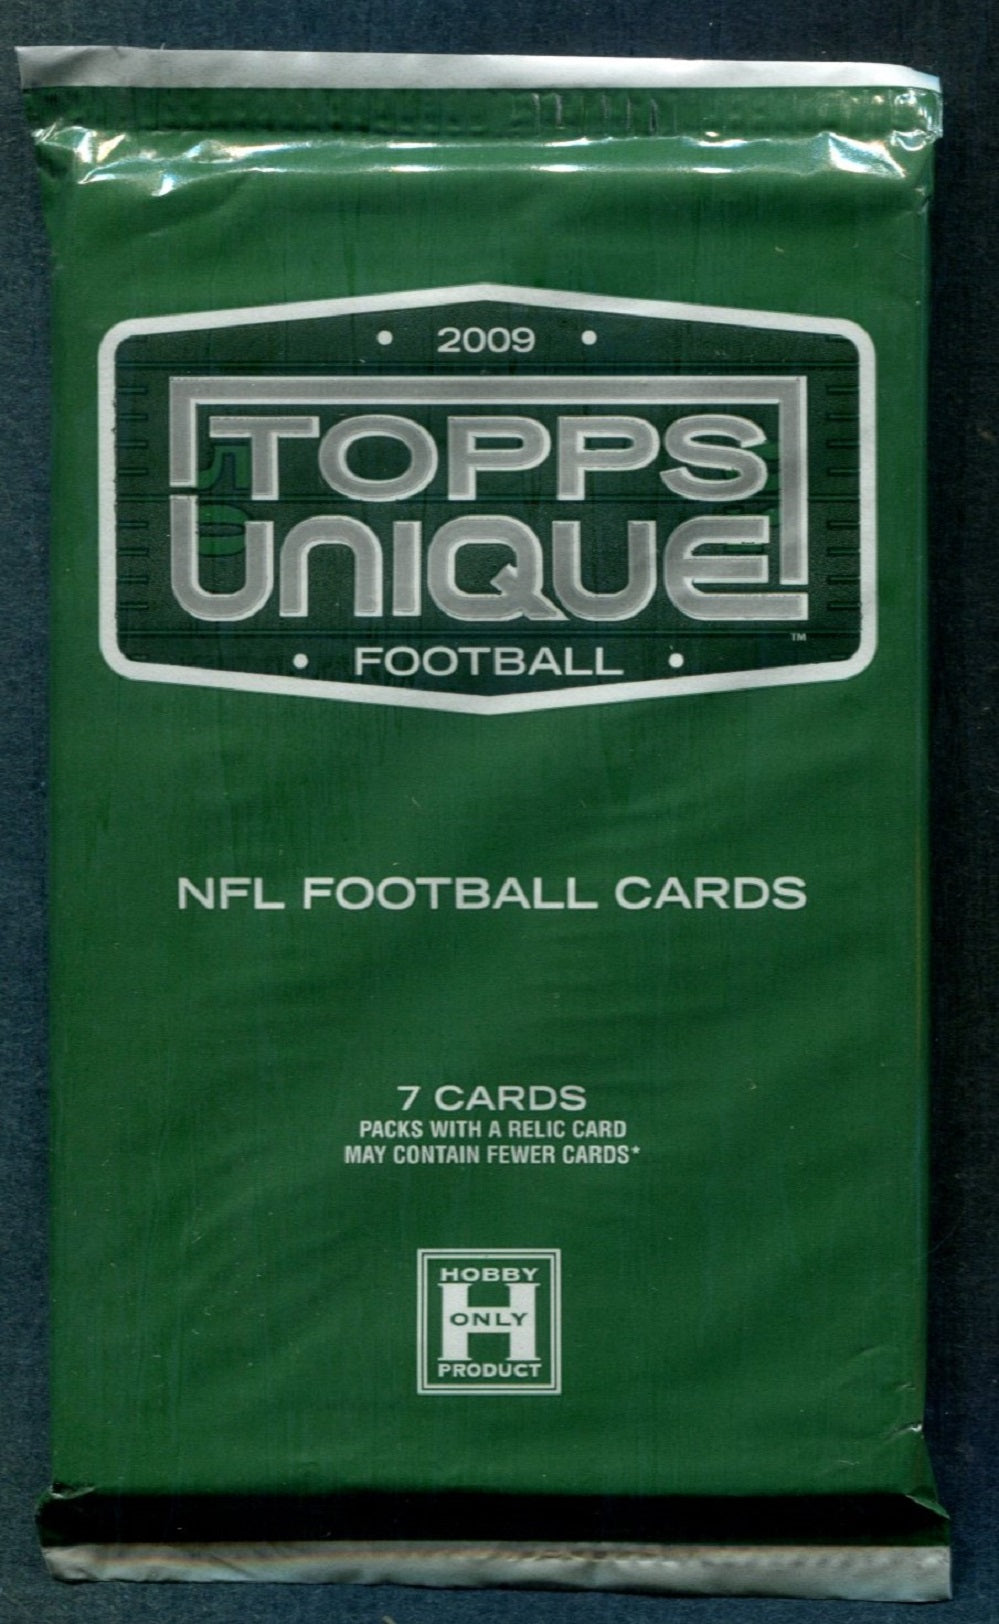 • 2009 •
TOPPS
UNIQUE
™
• FOOTBALL •
NFL FOOTBALL CARDS
7 CARDS
PACKS WITH A RELIC CARD
MAY CONTAIN FEWER CARDS*
HOBBY
H
ONLY
PRODUCT